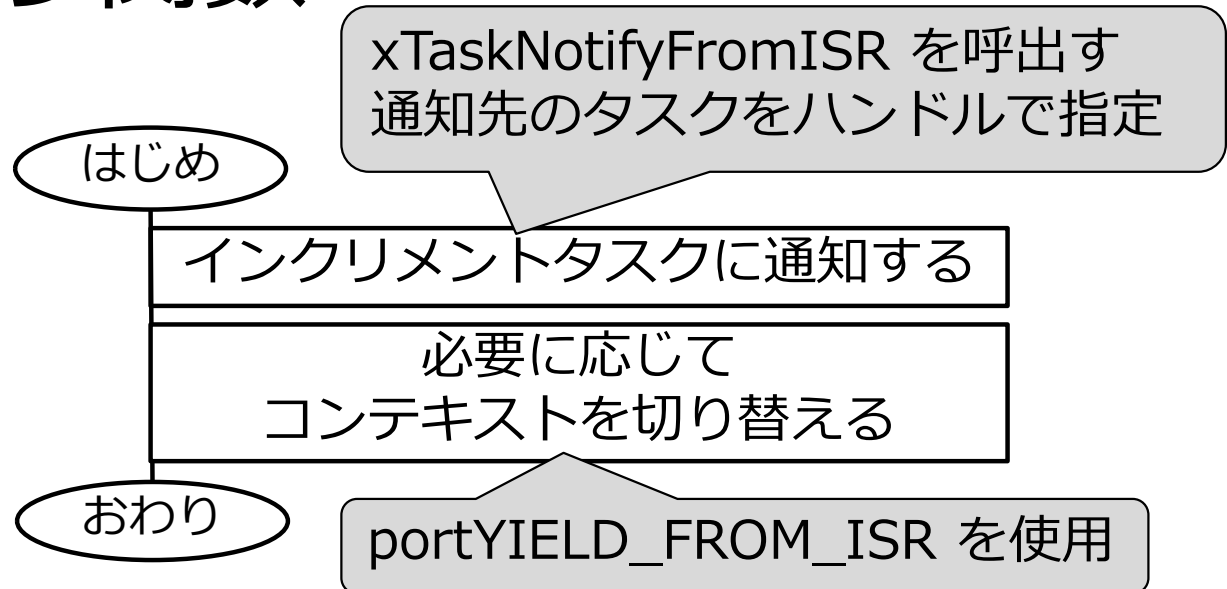 xTaskNotifyFromISR を呼出す
通知先のタスクをハンドルで指定
はじめ
インクリメントタスクに通知する
必要に応じて
コンテキストを切り替える
おわり
portYIELD_FROM_ISR を使用